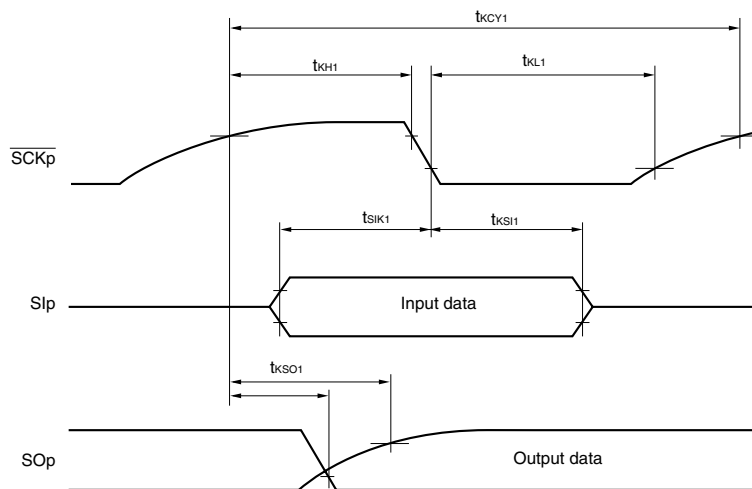 tKCY1
tKH1
tKL1
SCKp
tSIK1
tKSI1
SIp
Input data
tKSO1
SOp
Output data